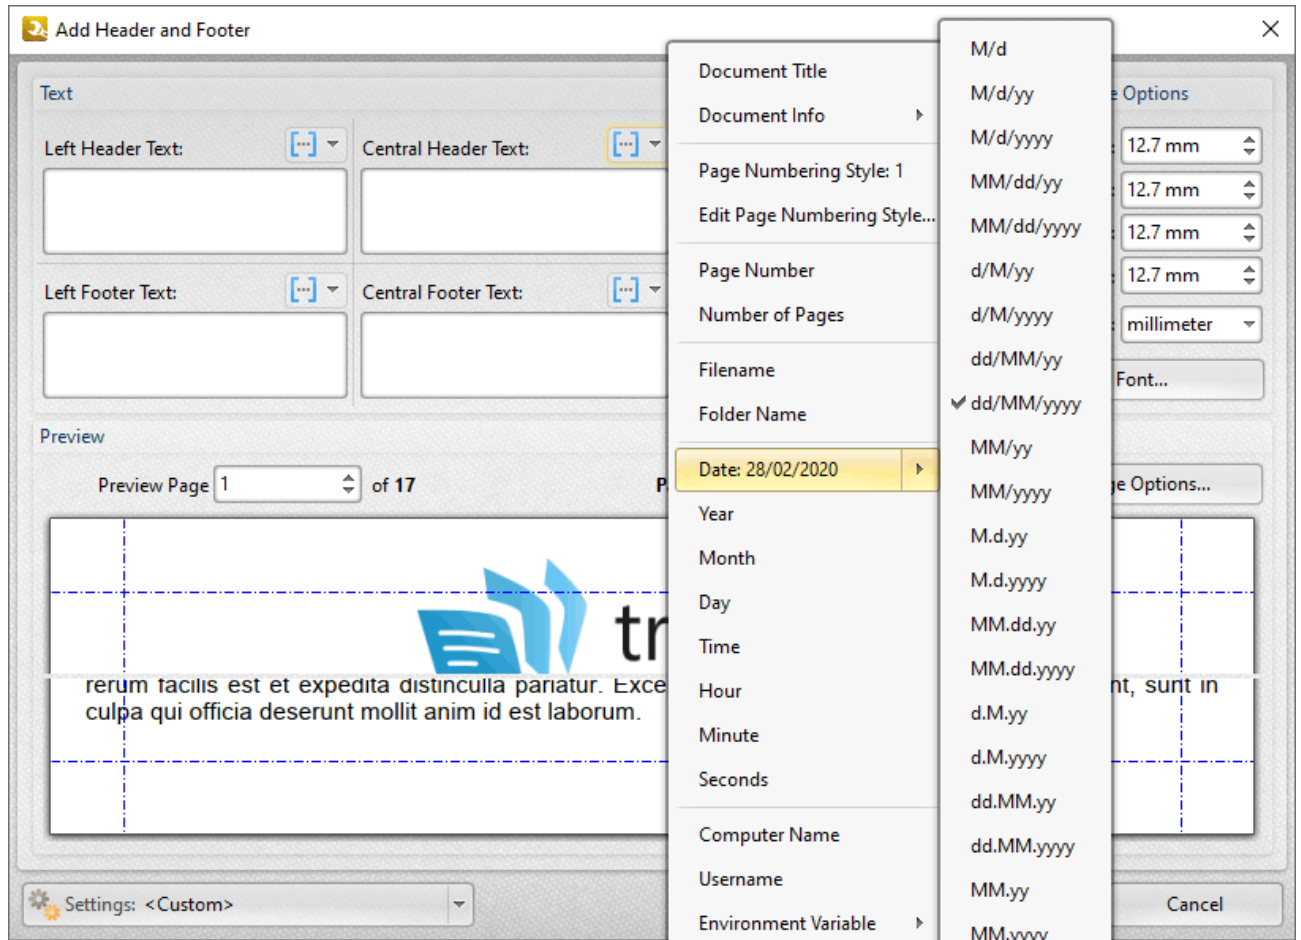 Add Header and Footer
Text
Left Header Text:
Central Header Text:
Left Footer Text:
Central Footer Text:
Options
12.7 mm
12.7 mm
12.7 mm
12.7 mm
millimeter
Font...
Preview
Preview Page 1 of 17
Options...
tr
rerum facilis est et expedita distinculla pariatur. Exce
nt, sunt in
culpa qui officia deserunt mollit anim id est laborum.
Settings: <Custom>
Cancel
Document Title
Document Info
Page Numbering Style: 1
Edit Page Numbering Style...
Page Number
Number of Pages
Filename
Folder Name
Date: 28/02/2020
Year
Month
Day
Time
Hour
Minute
Seconds
Computer Name
Username
Environment Variable
M/d
M/d/yy
M/d/yyyy
MM/dd/yy
MM/dd/yyyy
d/M/yy
d/M/yyyy
dd/MM/yy
dd/MM/yyyy
MM/yy
MM/yyyy
M.d.yy
M.d.yyyy
MM.dd.yy
MM.dd.yyyy
d.M.yy
d.M.yyyy
dd.MM.yy
dd.MM.yyyy
MM.yy
MM.yyyy